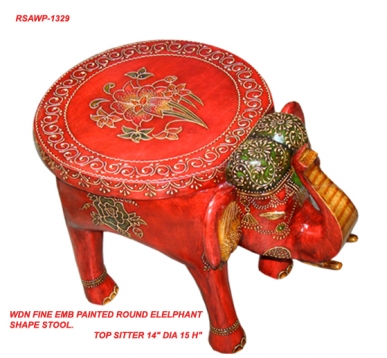 RSAWP-1329
WDN FINE EMB PAINTED ROUND ELELPHANT
SHAPE STOOL.
TOP SITTER 14" DIA 15 H"